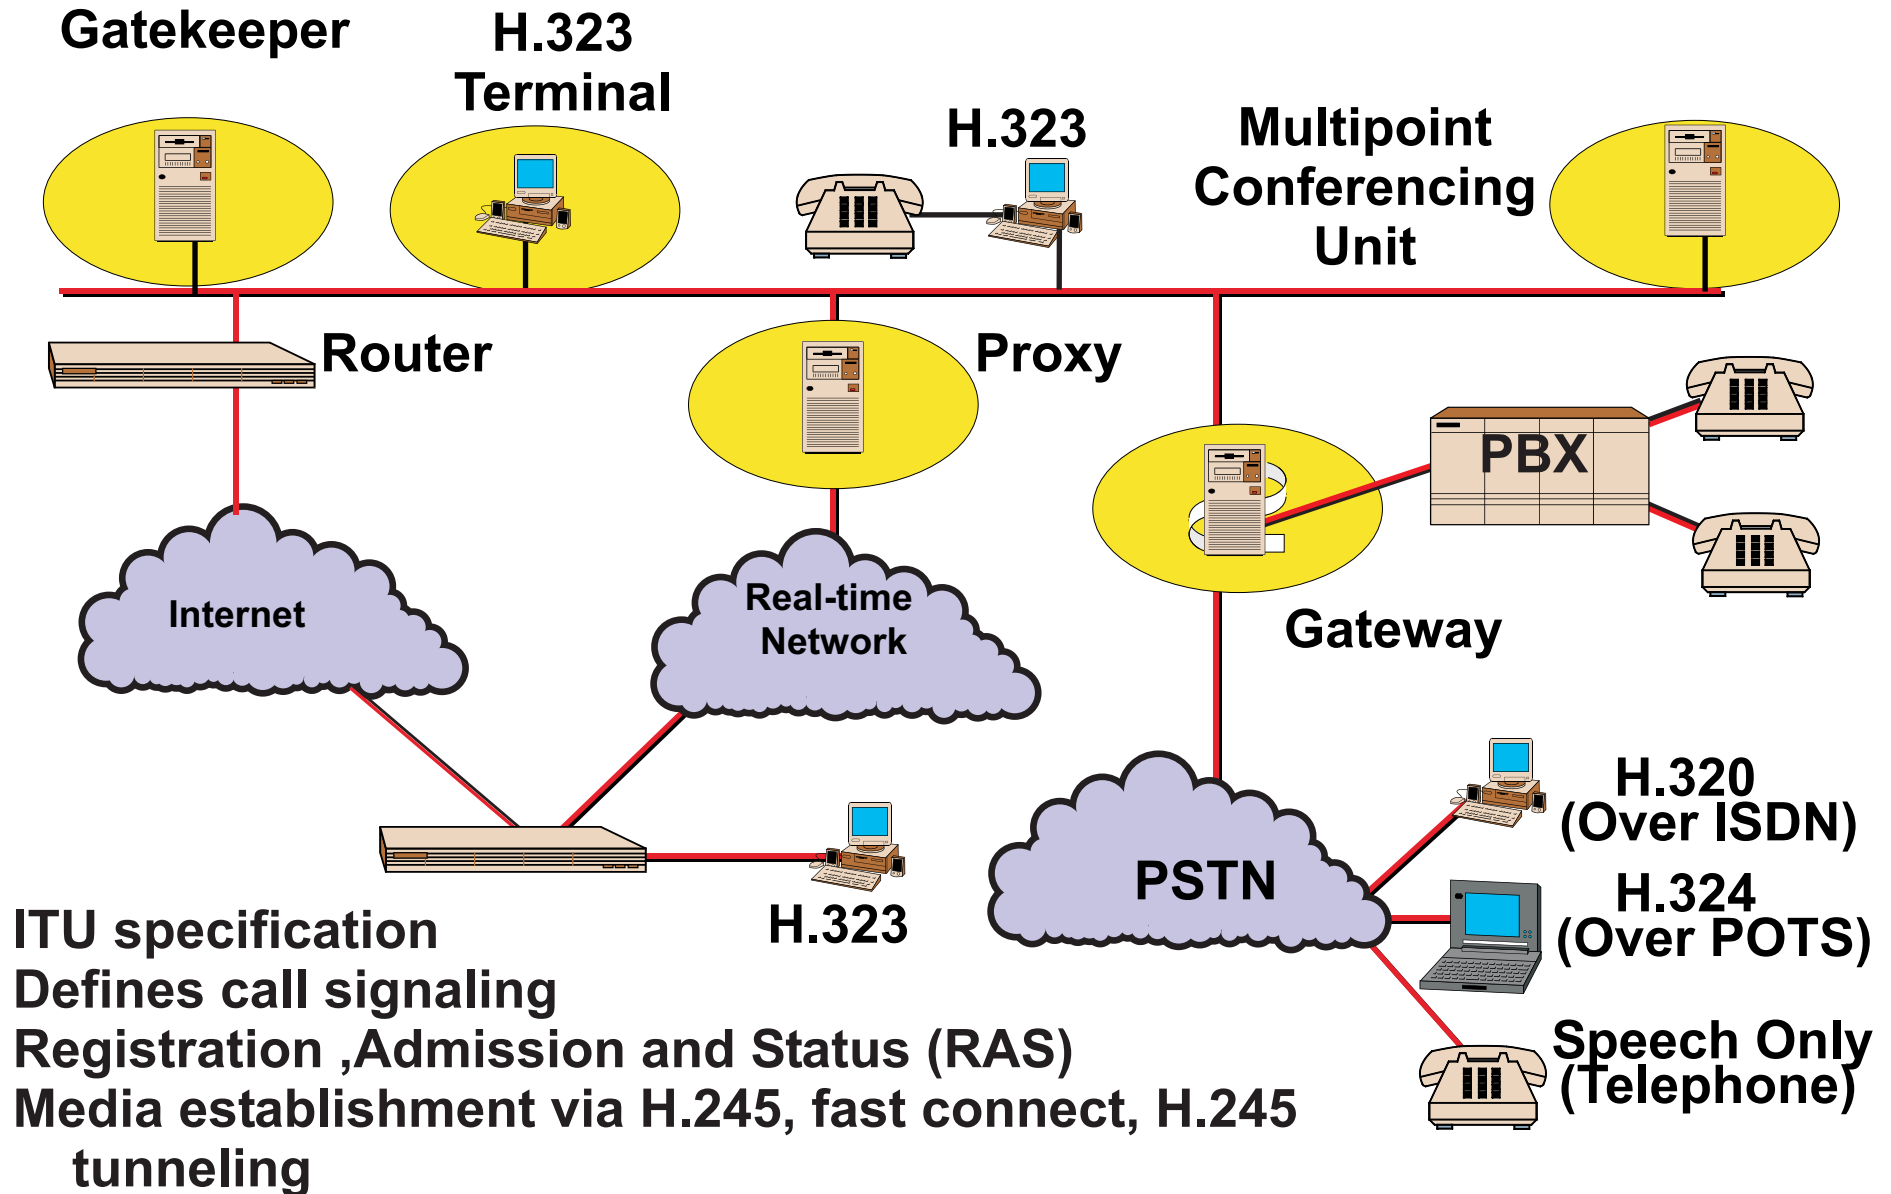 Gatekeeper
H.323
Terminal
H.323
Multipoint
Conferencing
Unit
Router
Proxy
PBX
Internet
Real-time
Network
Gateway
H.320
(Over ISDN)
PSTN
H.324
(Over POTS)
H.323
Speech Only
(Telephone)
ITU specification
Defines call signaling
Registration ,Admission and Status (RAS)
Media establishment via H.245, fast connect, H.245
tunneling